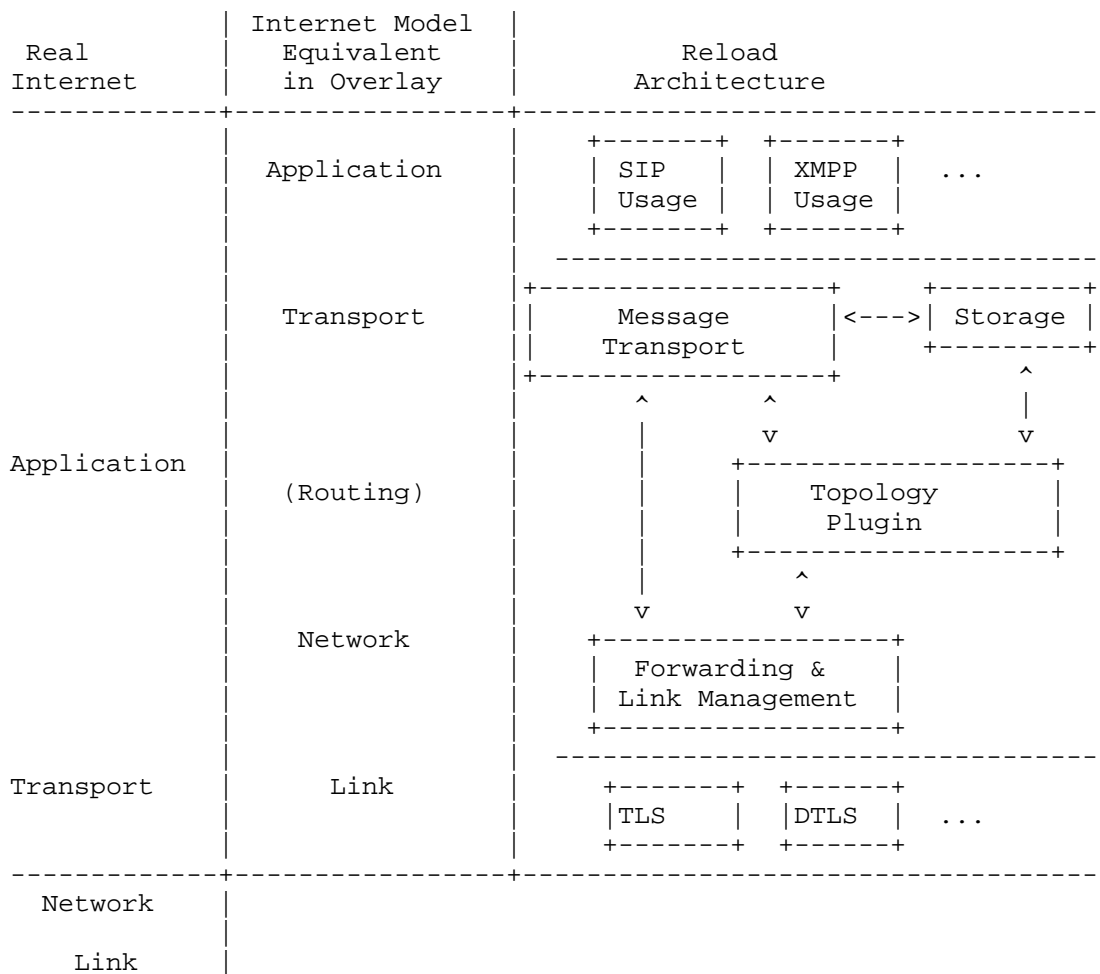 | Internet Model  |
 Real        |   Equivalent    |          Reload
Internet     |   in Overlay    |       Architecture
-------------+-----------------+------------------------------------
             |                 |     +-------+  +-------+
             |  Application    |     | SIP   |  | XMPP  |  ...
             |                 |     | Usage |  | Usage |
             |                 |     +-------+  +-------+
             |                 |  ----------------------------------
             |                 |+------------------+     +---------+
             |   Transport     ||     Message      |<--->| Storage |
             |                 ||    Transport     |     +---------+
             |                 |+------------------+           ^
             |                 |       ^       ^               |
             |                 |       |       v               v
Application  |                 |       |     +-------------------+
             |   (Routing)     |       |     |    Topology       |
             |                 |       |     |     Plugin        |
             |                 |       |     +-------------------+
             |                 |       |         ^
             |                 |       v         v
             |    Network      |    +------------------+
             |                 |    |  Forwarding &    |
             |                 |    | Link Management  |
             |                 |    +------------------+
             |                 |  ----------------------------------
Transport    |      Link       |     +-------+  +------+
             |                 |     |TLS    |  |DTLS  |  ...
             |                 |     +-------+  +------+
-------------+-----------------+------------------------------------
  Network    |
             |
    Link     |